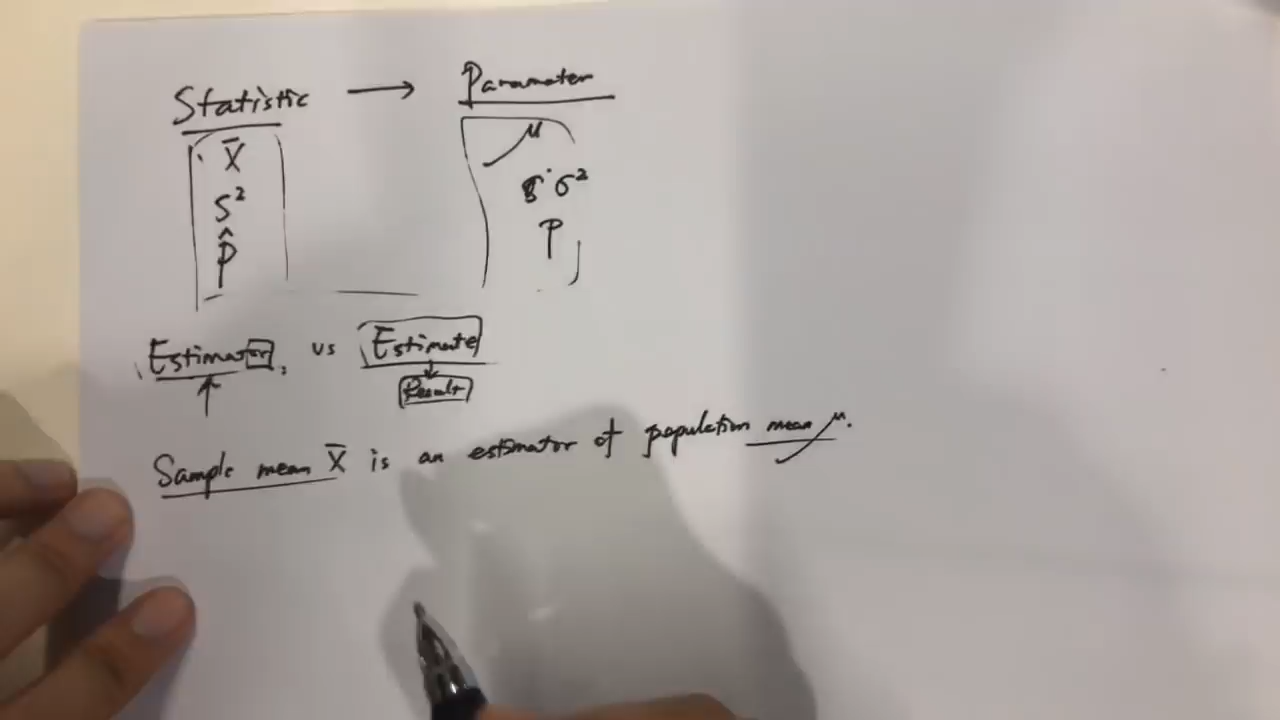 Statistic → Parameter
X̄ μ
S² σ²
p̂ P
Estimator, vs Estimate
Result
Sample mean X̄ is an estimator of population mean μ.